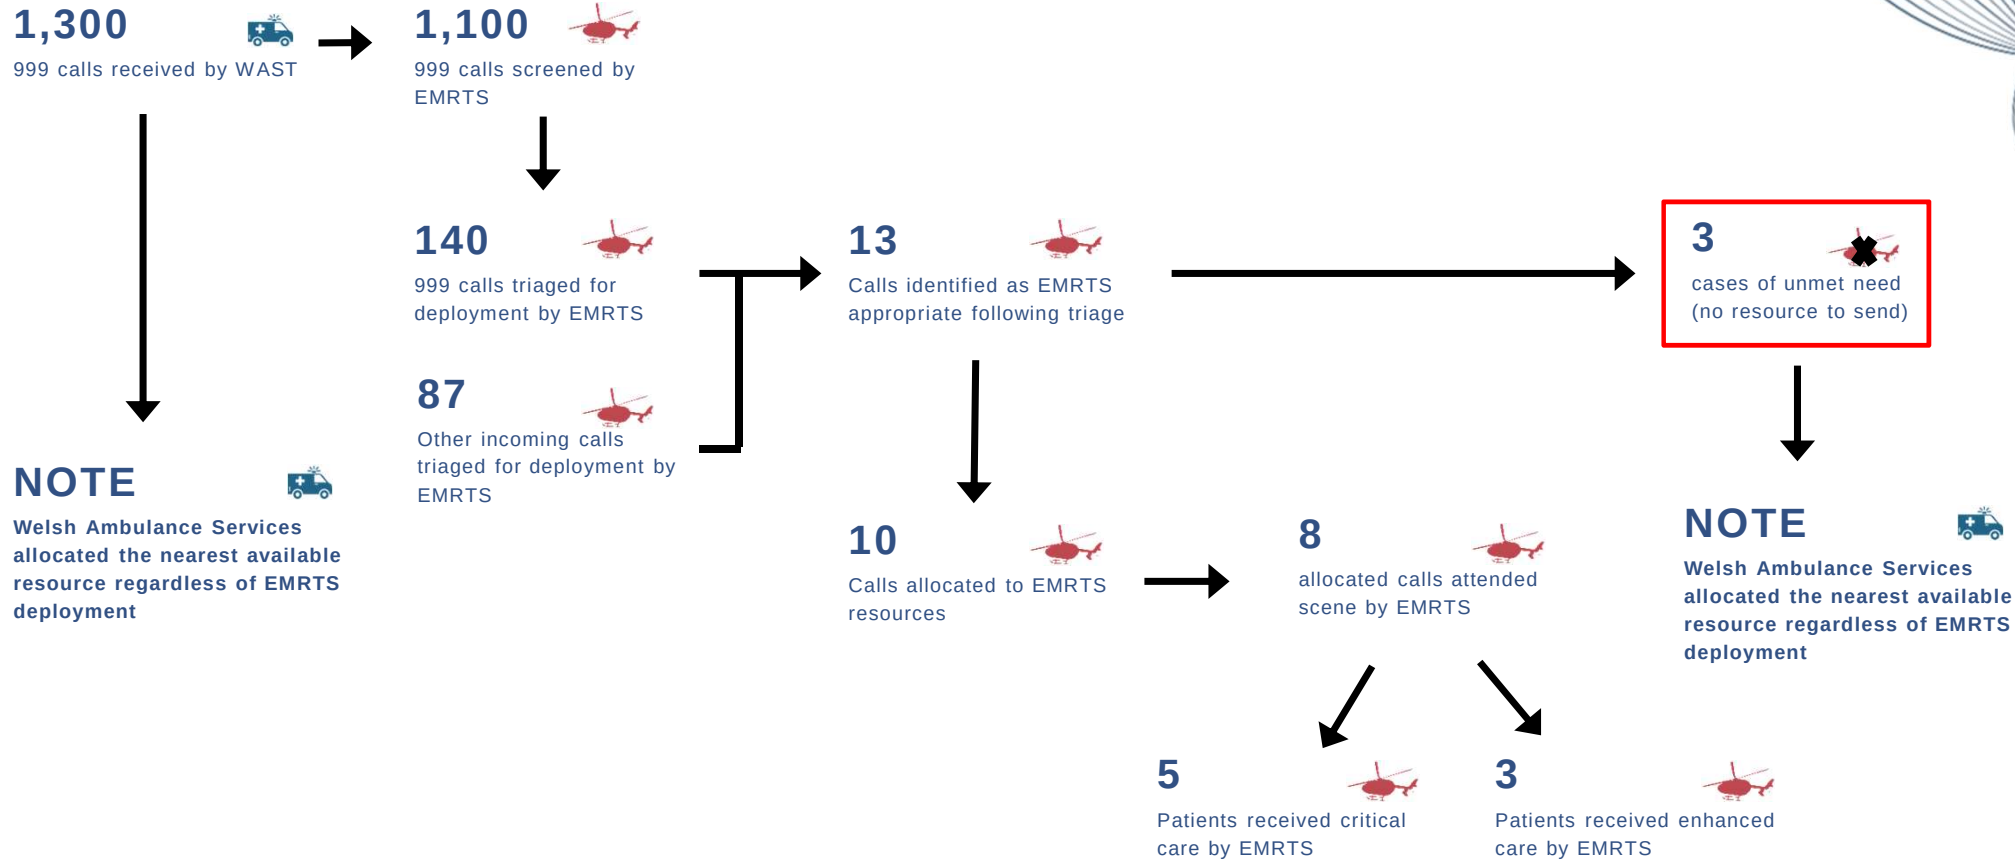 1,300
999 calls received by WAST
1,100
999 calls screened by
EMRTS
140
999 calls triaged for
deployment by EMRTS
87
Other incoming calls
triaged for deployment by
EMRTS
13
Calls identified as EMRTS
appropriate following triage
3
cases of unmet need
(no resource to send)
NOTE
Welsh Ambulance Services
allocated the nearest available
resource regardless of EMRTS
deployment
10
Calls allocated to EMRTS
resources
8
allocated calls attended
scene by EMRTS
NOTE
Welsh Ambulance Services
allocated the nearest available
resource regardless of EMRTS
deployment
5
Patients received critical
care by EMRTS
3
Patients received enhanced
care by EMRTS